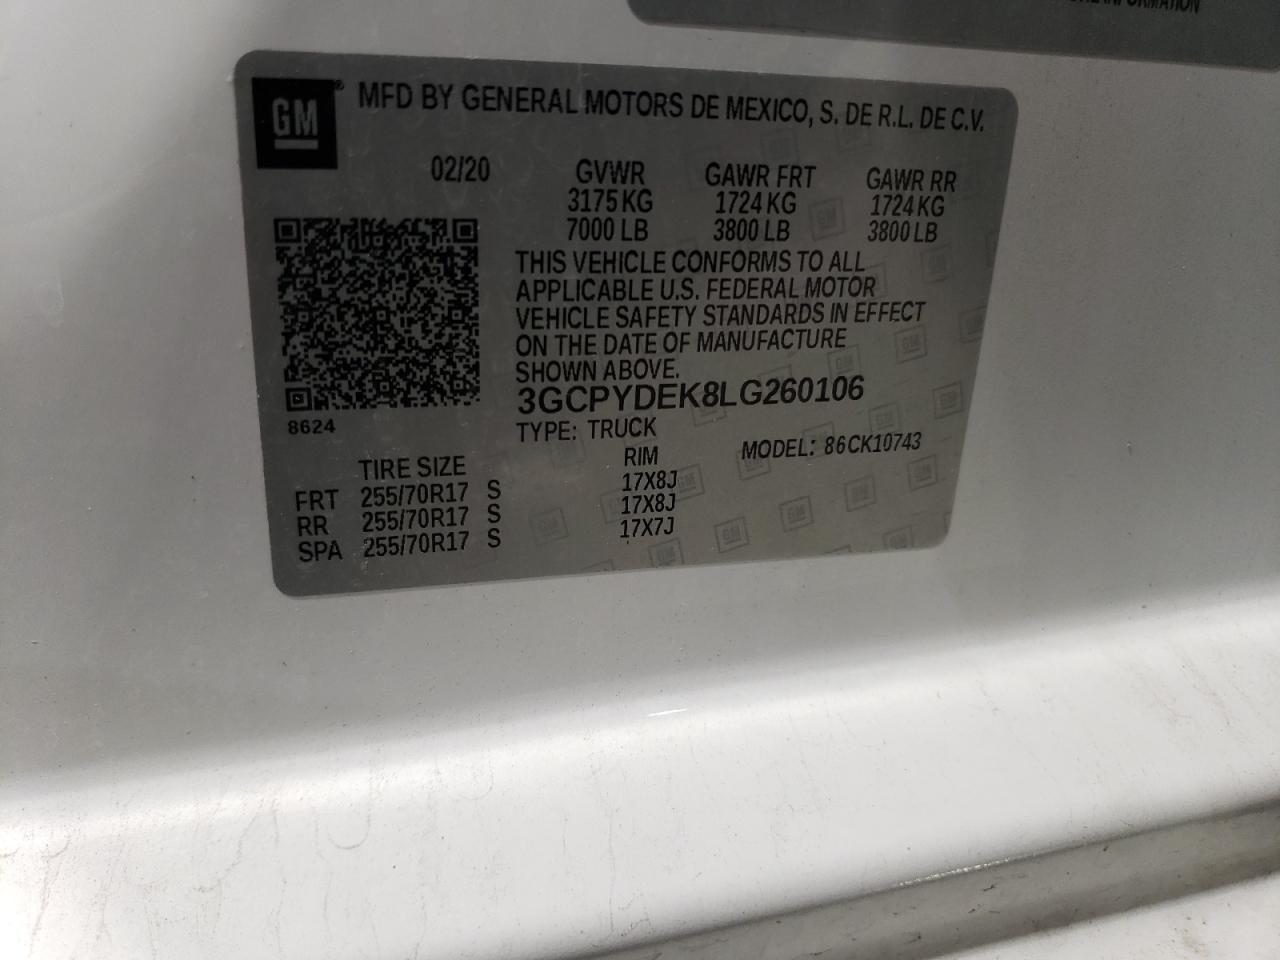 INFORMATION
GM ® MFD BY GENERAL MOTORS DE MEXICO, S. DE R.L. DE C.V.
02/20 GVWR GAWR FRT GAWR RR
3175 KG 1724 KG 1724 KG
7000 LB 3800 LB 3800 LB
THIS VEHICLE CONFORMS TO ALL
APPLICABLE U.S. FEDERAL MOTOR
VEHICLE SAFETY STANDARDS IN EFFECT
ON THE DATE OF MANUFACTURE
SHOWN ABOVE.
3GCPYDEK8LG260106
8624
TYPE: TRUCK MODEL: 86CK10743
TIRE SIZE RIM
FRT 255/70R17 S 17X8J
RR 255/70R17 S 17X8J
SPA 255/70R17 S 17X7J